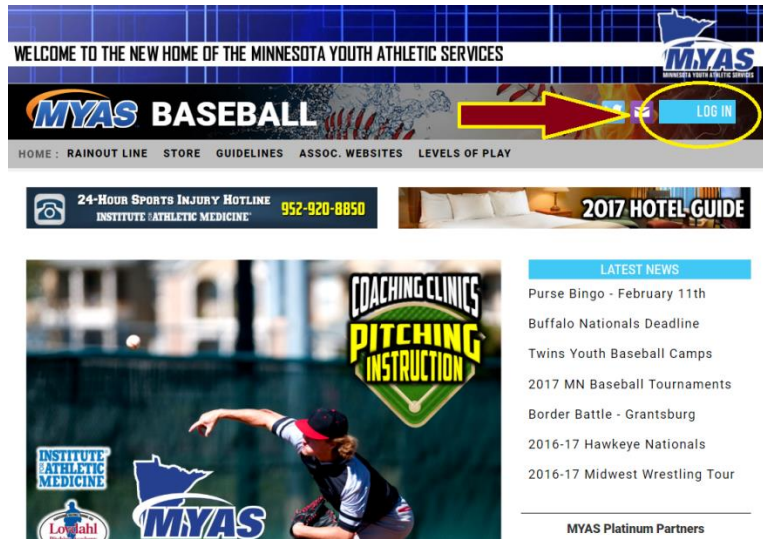 WELCOME TO THE NEW HOME OF THE MINNESOTA YOUTH ATHLETIC SERVICES
MYAS
MINNESOTA YOUTH ATHLETIC SERVICES
MYAS BASEBALL
LOG IN
HOME : RAINOUT LINE STORE GUIDELINES ASSOC. WEBSITES LEVELS OF PLAY
24-HOUR SPORTS INJURY HOTLINE
INSTITUTE FOR ATHLETIC MEDICINE
952-920-8850
2017 HOTEL GUIDE
COACHING CLINICS
PITCHING
INSTRUCTION
INSTITUTE
FOR ATHLETIC
MEDICINE
Lovdahl
MYAS
LATEST NEWS
Purse Bingo - February 11th
Buffalo Nationals Deadline
Twins Youth Baseball Camps
2017 MN Baseball Tournaments
Border Battle - Grantsburg
2016-17 Hawkeye Nationals
2016-17 Midwest Wrestling Tour
MYAS Platinum Partners